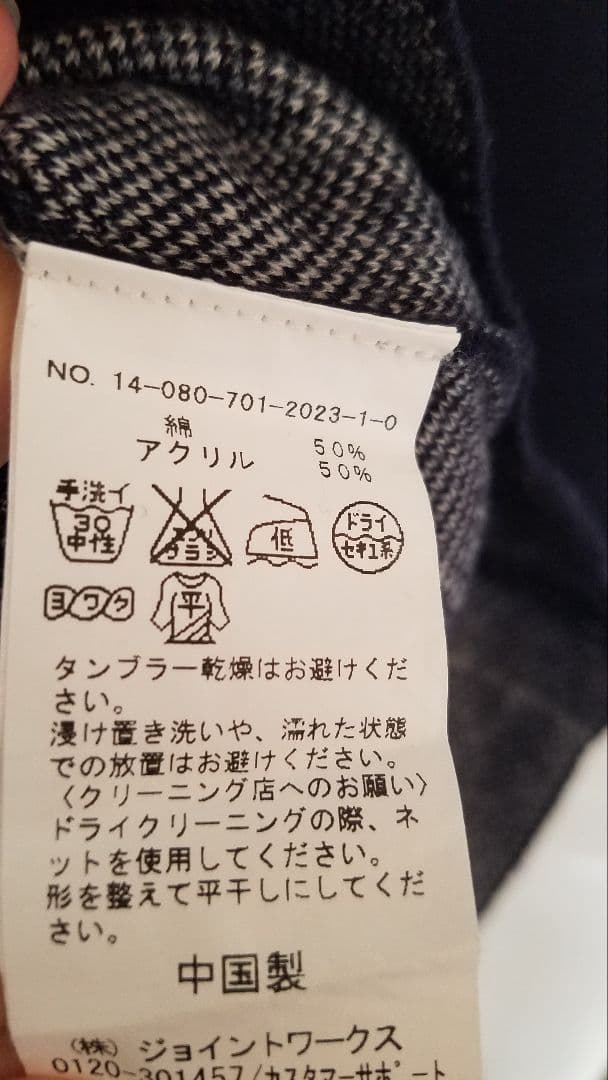 NO. 14-080-701-2023-1-0
綿 50%
アクリル 50%
手洗イ
30
中性
エンソ
サラシ
低
ドライ
セキユ系
ヨワク
平
タンブラー乾燥はお避けくだ
さい。
浸け置き洗いや、濡れた状態
での放置はお避けください。
〈クリーニング店へのお願い〉
ドライクリーニングの際、ネ
ットを使用してください。
形を整えて平干しにしてくだ
さい。
中国製
(株) ジョイントワークス
0120-301457/カスタマーサポート